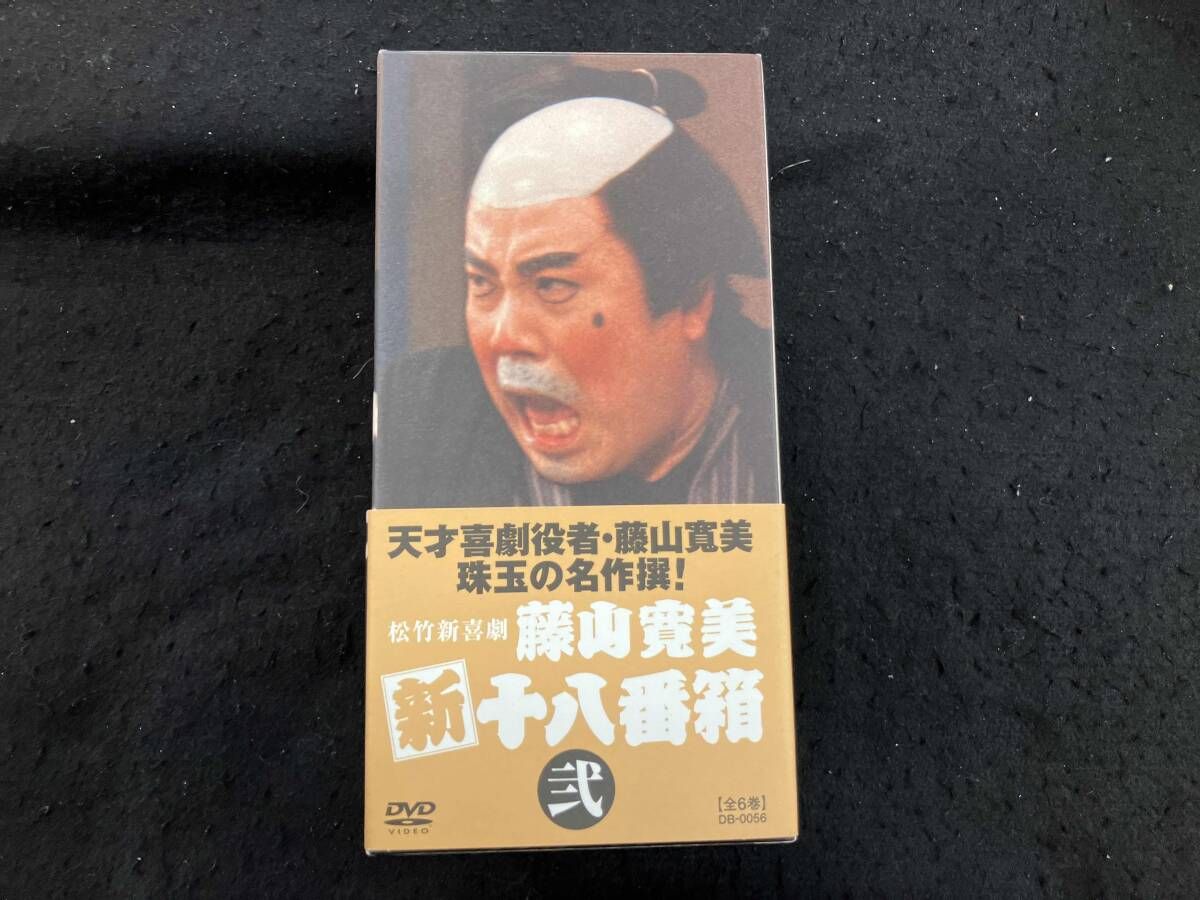 天才喜劇役者・藤山寛美
珠玉の名作撰！
松竹新喜劇 藤山寛美
新十八番箱
弐
DVD
VIDEO
【全6巻】
DB-0056